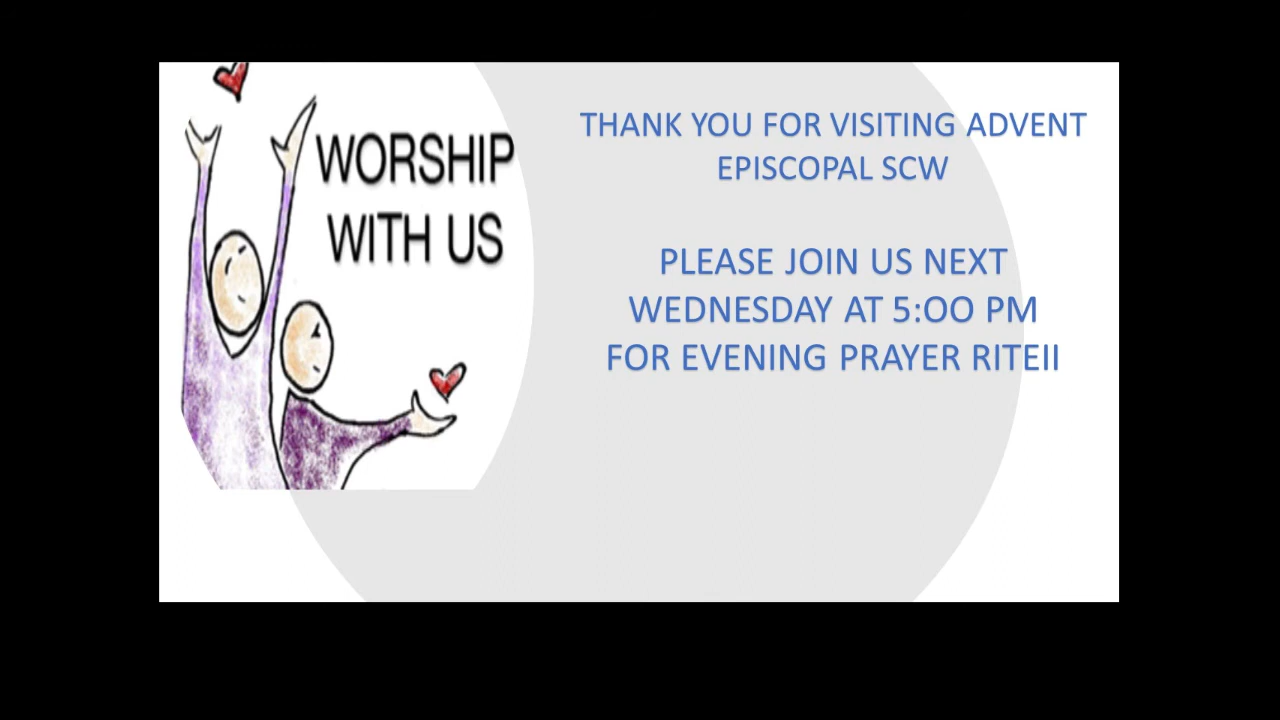 WORSHIP
WITH US
THANK YOU FOR VISITING ADVENT
EPISCOPAL SCW
PLEASE JOIN US NEXT
WEDNESDAY AT 5:OO PM
FOR EVENING PRAYER RITEII